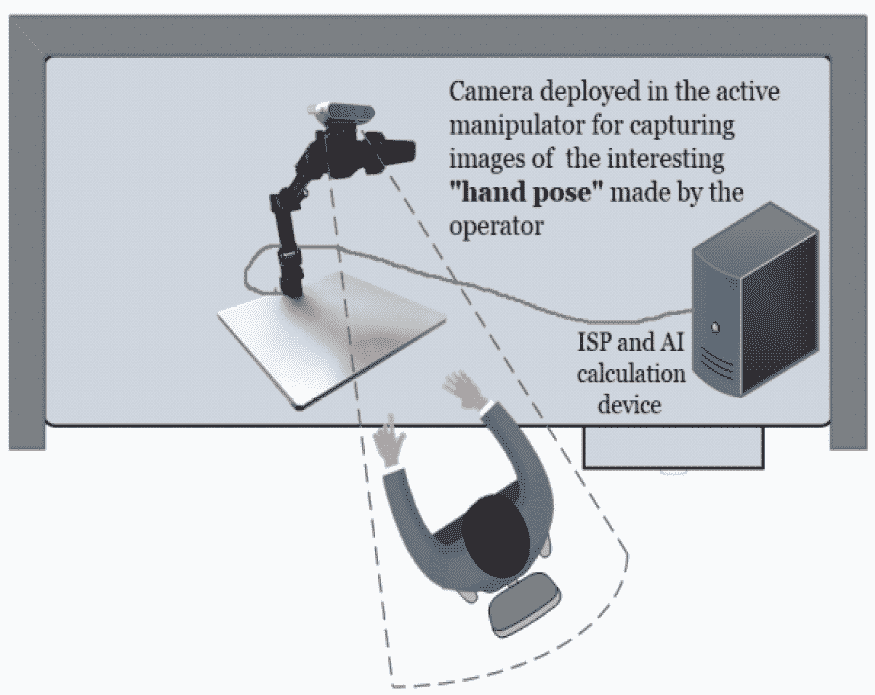 Camera deployed in the active
manipulator for capturing
images of the interesting
"hand pose" made by the
operator
ISP and AI
calculation
device